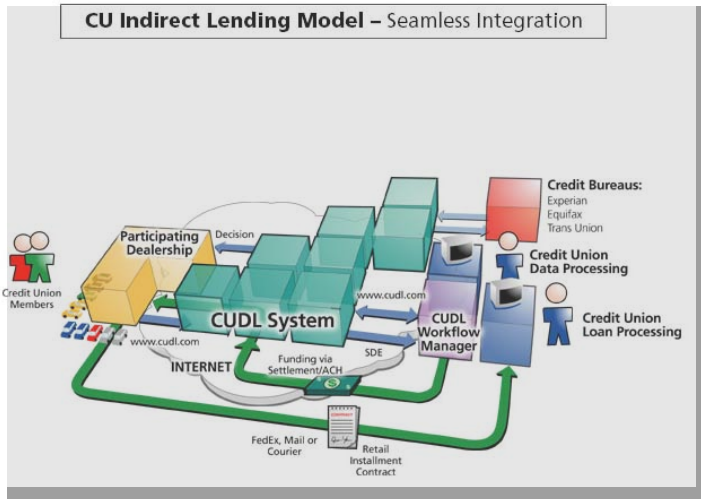 CU Indirect Lending Model – Seamless Integration
Credit Bureaus:
Experian
Equifax
Trans Union
Participating
Dealership
Decision
Credit Union
Data Processing
Credit Union
Members
www.cudl.com
CUDL System
CUDL
Workflow
Manager
Credit Union
Loan Processing
www.cudl.com
INTERNET
Funding via
Settlement/ACH
SDE
$
CONTRACT
FedEx, Mail or
Courier
Retail
Installment
Contract